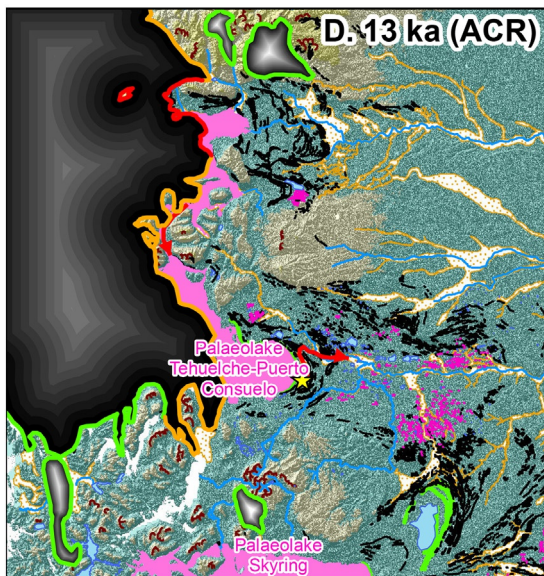 D. 13 ka (ACR)
Palaeolake
Tehuelche-Puerto
Consuelo
Palaeolake
Skyring